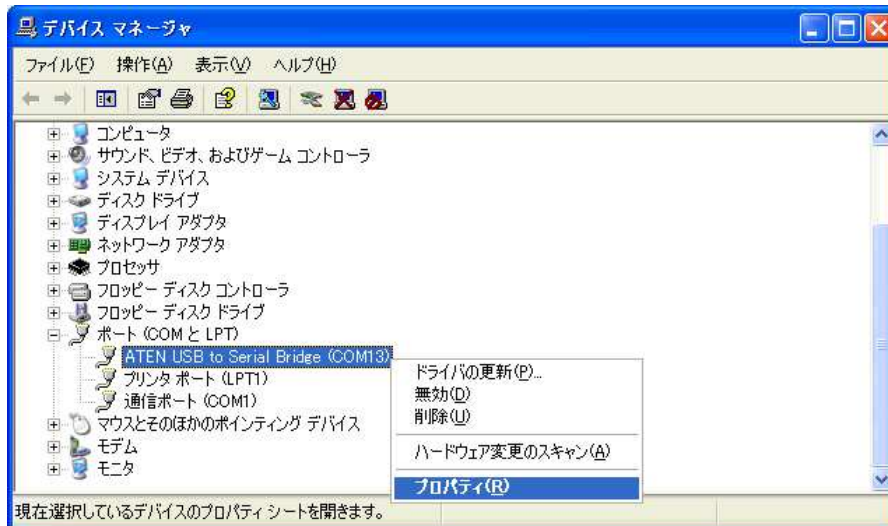 デバイス マネージャ
ファイル(F) 操作(A) 表示(V) ヘルプ(H)
コンピュータ
サウンド、ビデオ、およびゲーム コントローラ
システム デバイス
ディスク ドライブ
ディスプレイ アダプタ
ネットワーク アダプタ
プロセッサ
フロッピー ディスク コントローラ
フロッピー ディスク ドライブ
ポート (COM と LPT)
ATEN USB to Serial Bridge (COM13)
プリンタ ポート (LPT1)
通信ポート (COM1)
マウスとそのほかのポインティング デバイス
モデム
モニタ
ドライバの更新(P)...
無効(D)
削除(U)
ハードウェア変更のスキャン(A)
プロパティ(R)
現在選択しているデバイスのプロパティ シートを開きます。